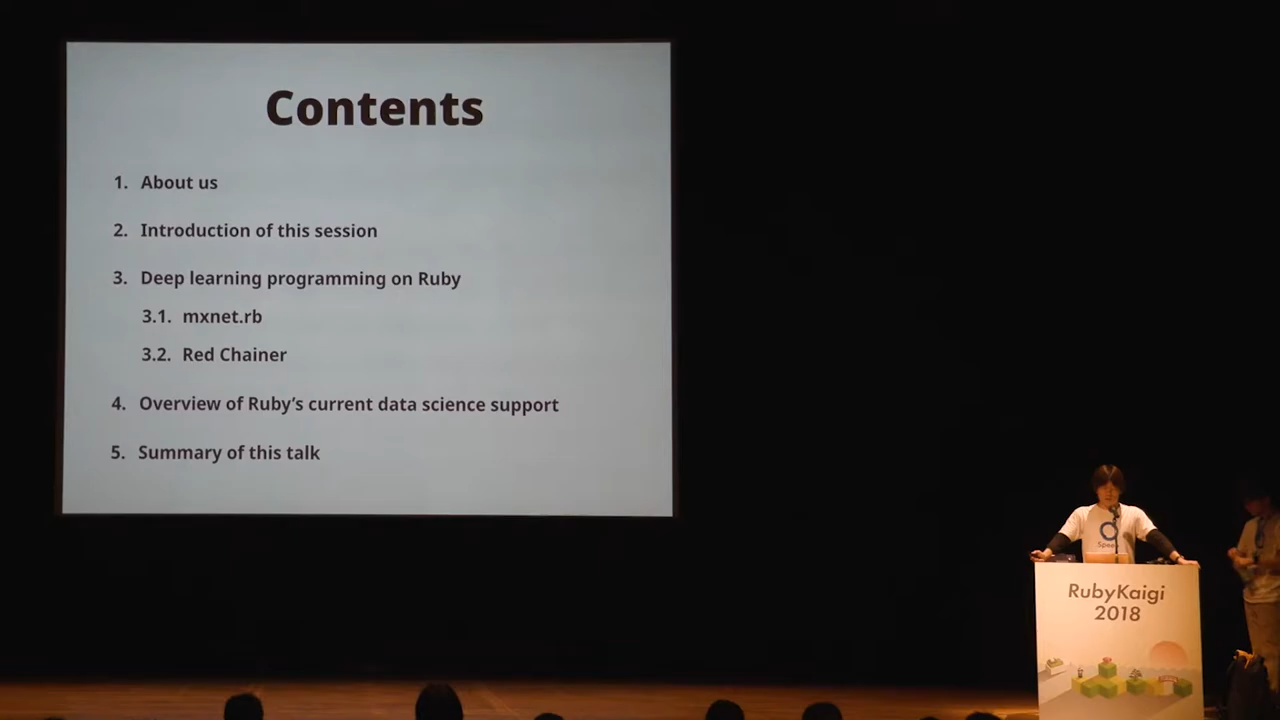 Contents
1. About us
2. Introduction of this session
3. Deep learning programming on Ruby
3.1. mxnet.rb
3.2. Red Chainer
4. Overview of Ruby's current data science support
5. Summary of this talk
RubyKaigi
2018